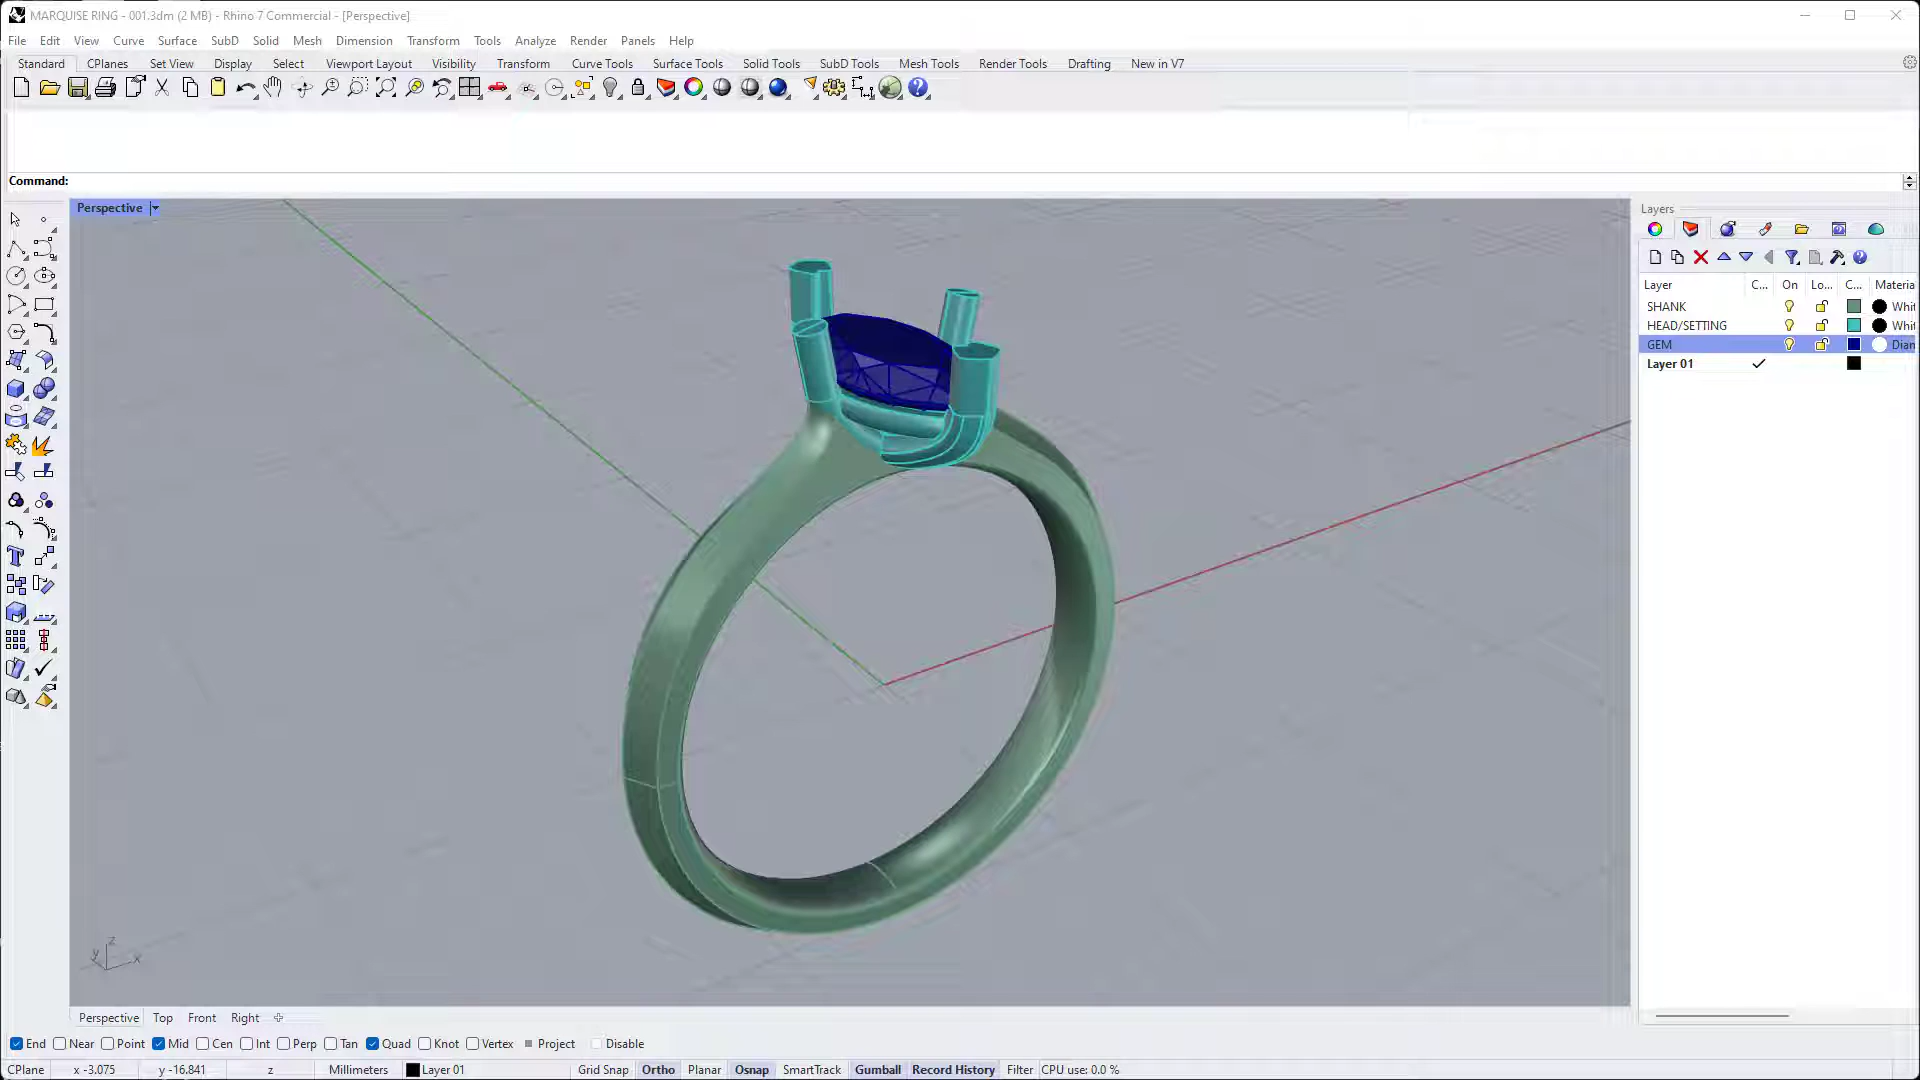 MARQUISE RING - 001.3dm (2 MB) - Rhino 7 Commercial - [Perspective]
File Edit View Curve Surface SubD Solid Mesh Dimension Transform Tools Analyze Render Panels Help
Standard CPlanes Set View Display Select Viewport Layout Visibility Transform Curve Tools Surface Tools Solid Tools SubD Tools Mesh Tools Render Tools Drafting New in V7
Command:
Perspective
Layers
Layer C... On Lo... C... Materia
SHANK Whit
HEAD/SETTING Whit
GEM Dian
Layer 01
z
y x
Perspective Top Front Right
End Near Point Mid Cen Int Perp Tan Quad Knot Vertex Project Disable
CPlane x -3.075 y -16.841 z Millimeters Layer 01 Grid Snap Ortho Planar Osnap SmartTrack Gumball Record History Filter CPU use: 0.0 %